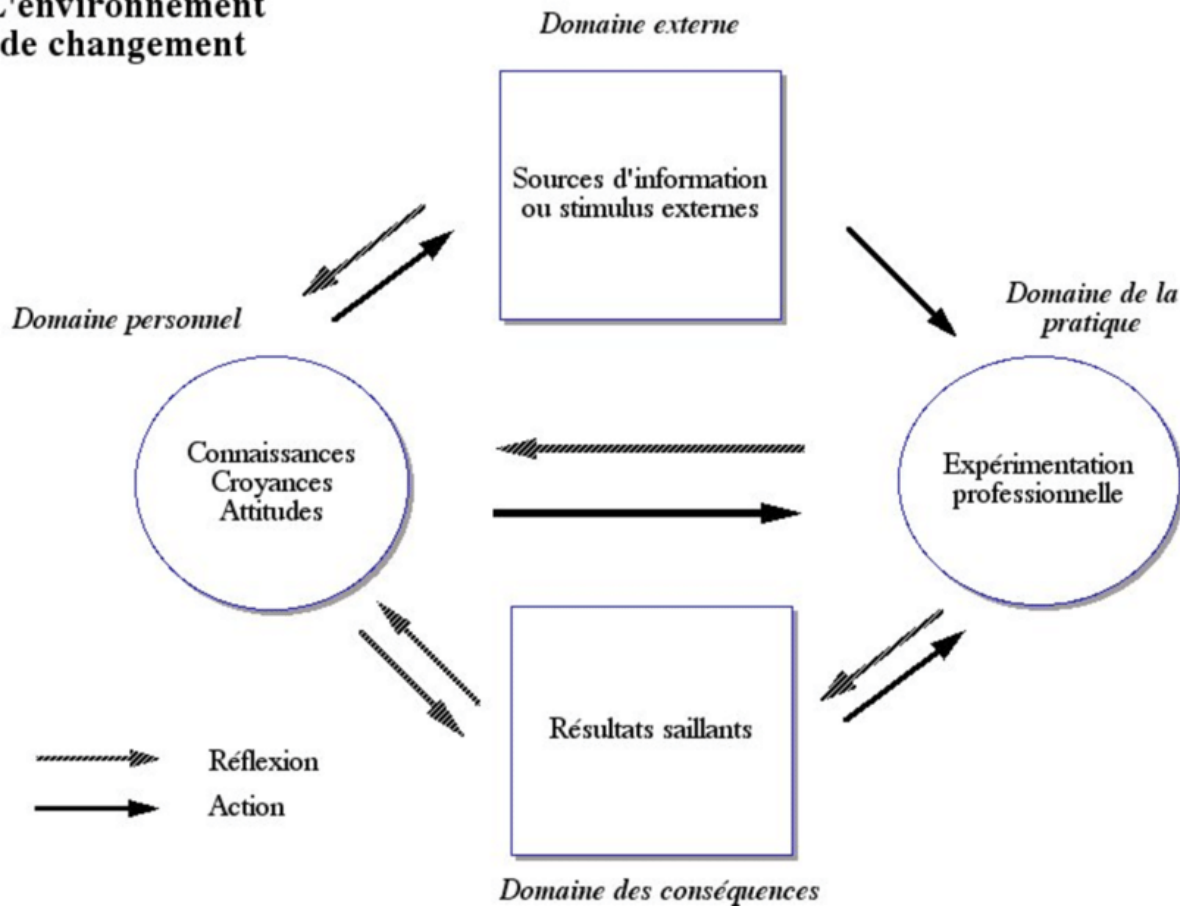 L'environnement
de changement
Domaine externe
Sources d'information
ou stimulus externes
Domaine personnel
Domaine de la
pratique
Connaissances
Croyances
Attitudes
Expérimentation
professionnelle
Résultats saillants
Réflexion
Action
Domaine des conséquences